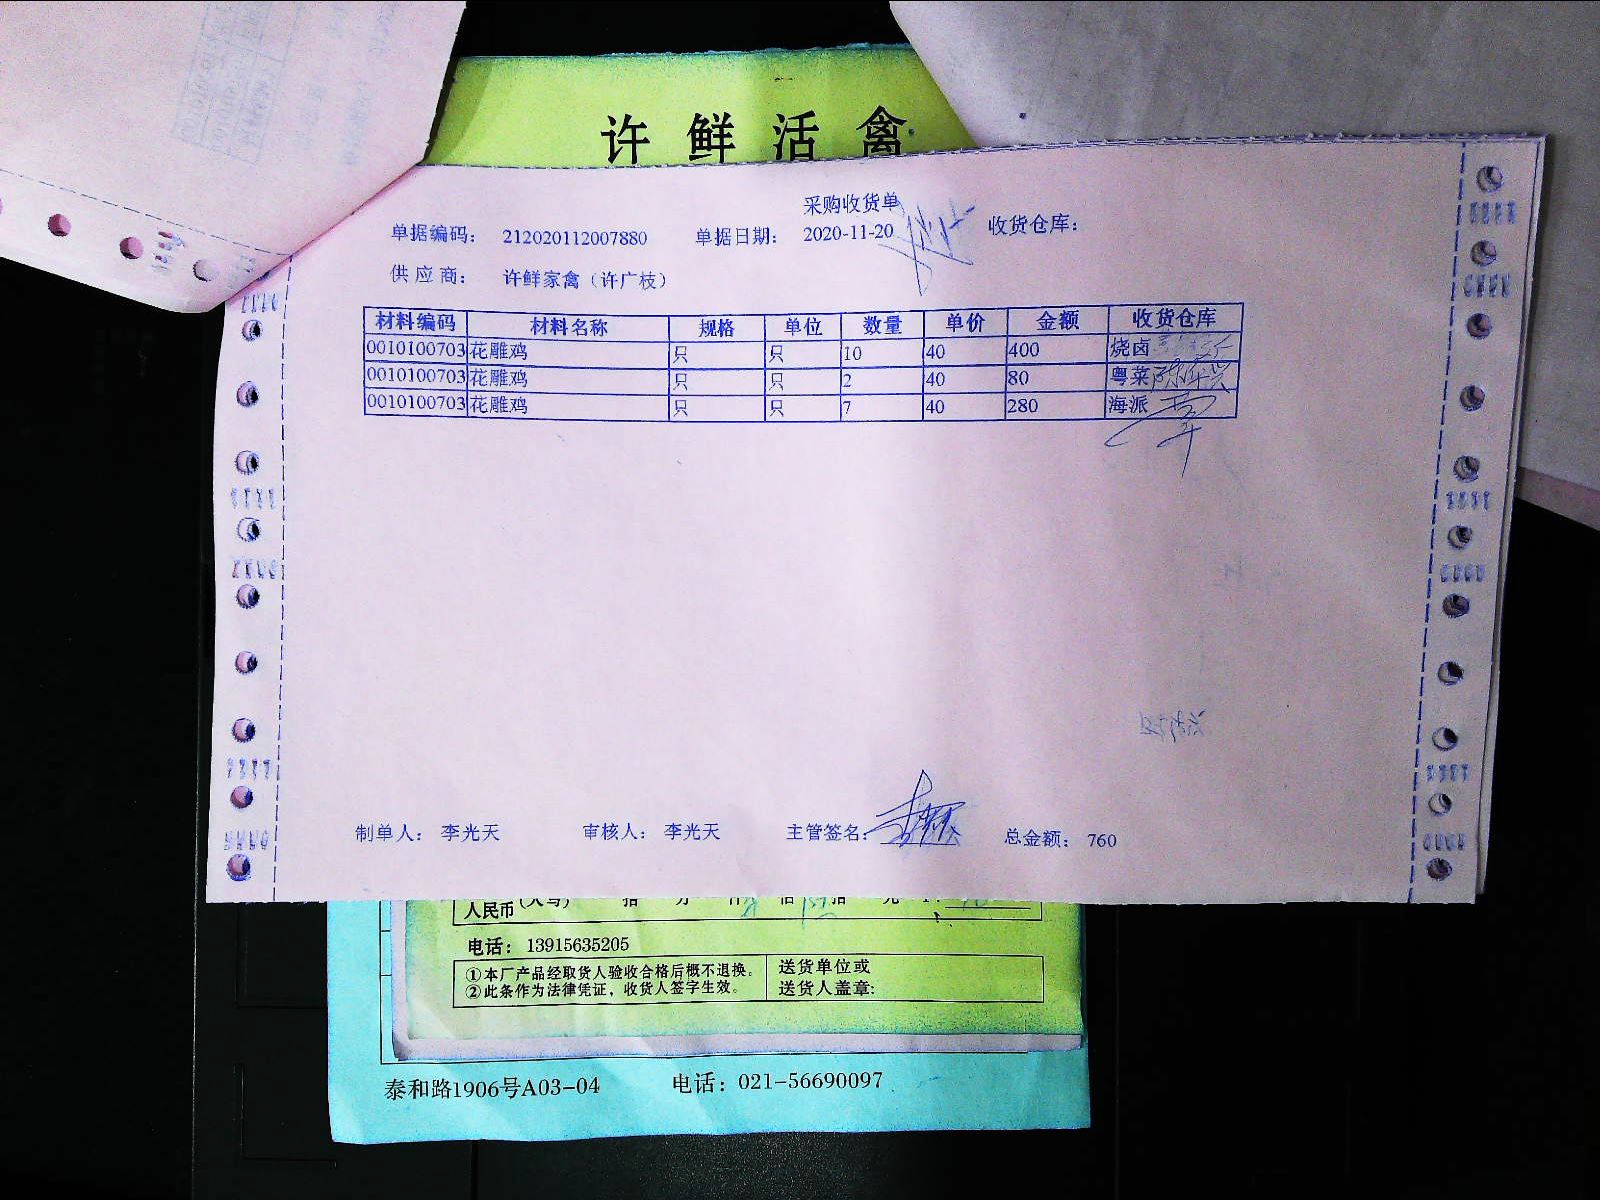 许鲜活禽
采购收货单
单据编码： 212020112007880 单据日期： 2020-11-20 收货仓库：
供应商： 许鲜家禽（许广枝）
材料编码 材料名称 规格 单位 数量 单价 金额 收货仓库
0010100703 花雕鸡 只 只 10 40 400 烧卤
0010100703 花雕鸡 只 只 2 40 80 粤菜
0010100703 花雕鸡 只 只 7 40 280 海派
制单人： 李光天 审核人： 李光天 主管签名： 总金额： 760
人民币
电话：13915635205
①本厂产品经取货人验收合格后概不退换。 送货单位或
②此条作为法律凭证，收货人签字生效。 送货人盖章:
泰和路1906号A03-04 电话：021-56690097